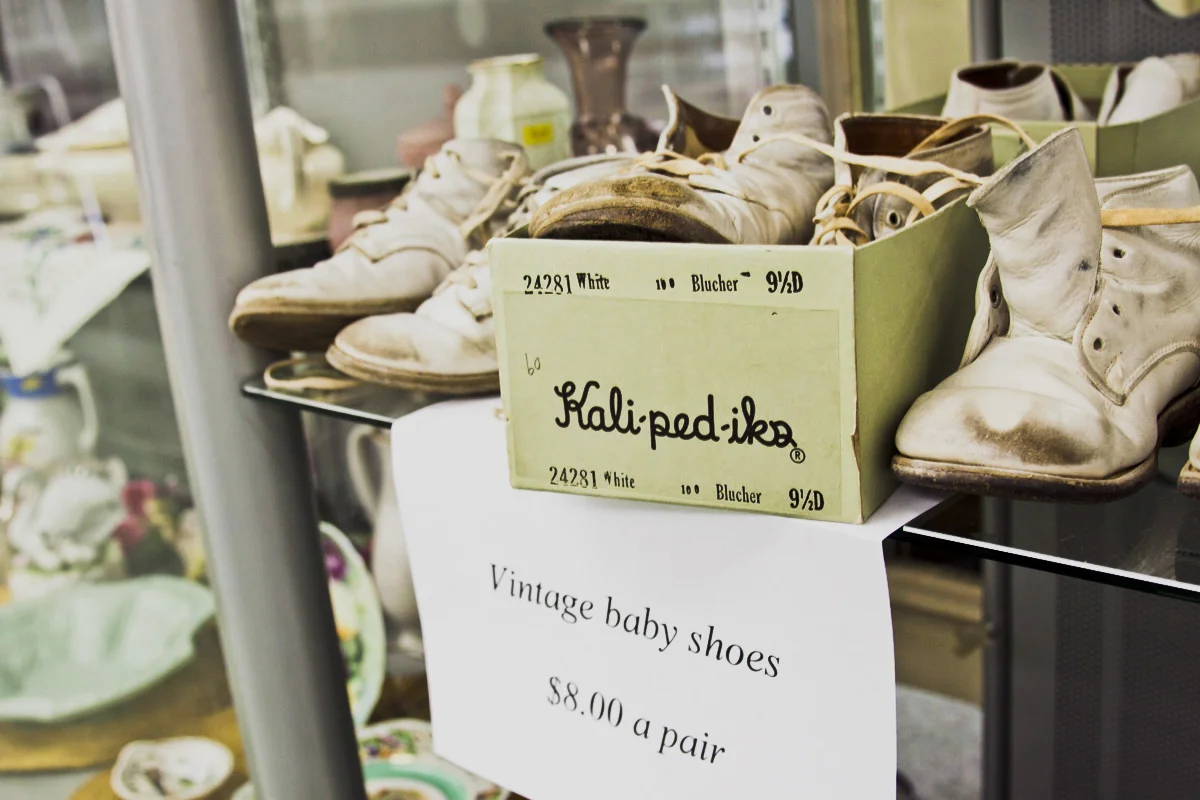 24281 White 100 Blucher 9½D
60
Kali-ped-iks®
24281 White 100 Blucher 9½D
Vintage baby shoes
$8.00 a pair